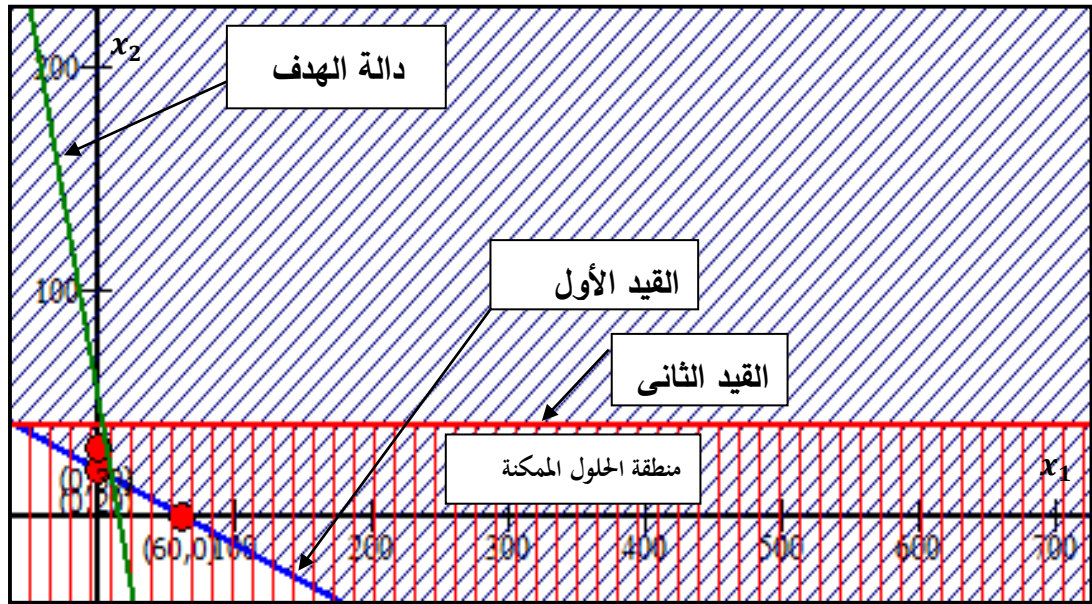 x₂
200
دالة الهدف
القيد الأول
100
القيد الثانى
منطقة الحلول الممكنة
x₁
(60,0)
100
200
300
400
500
600
700